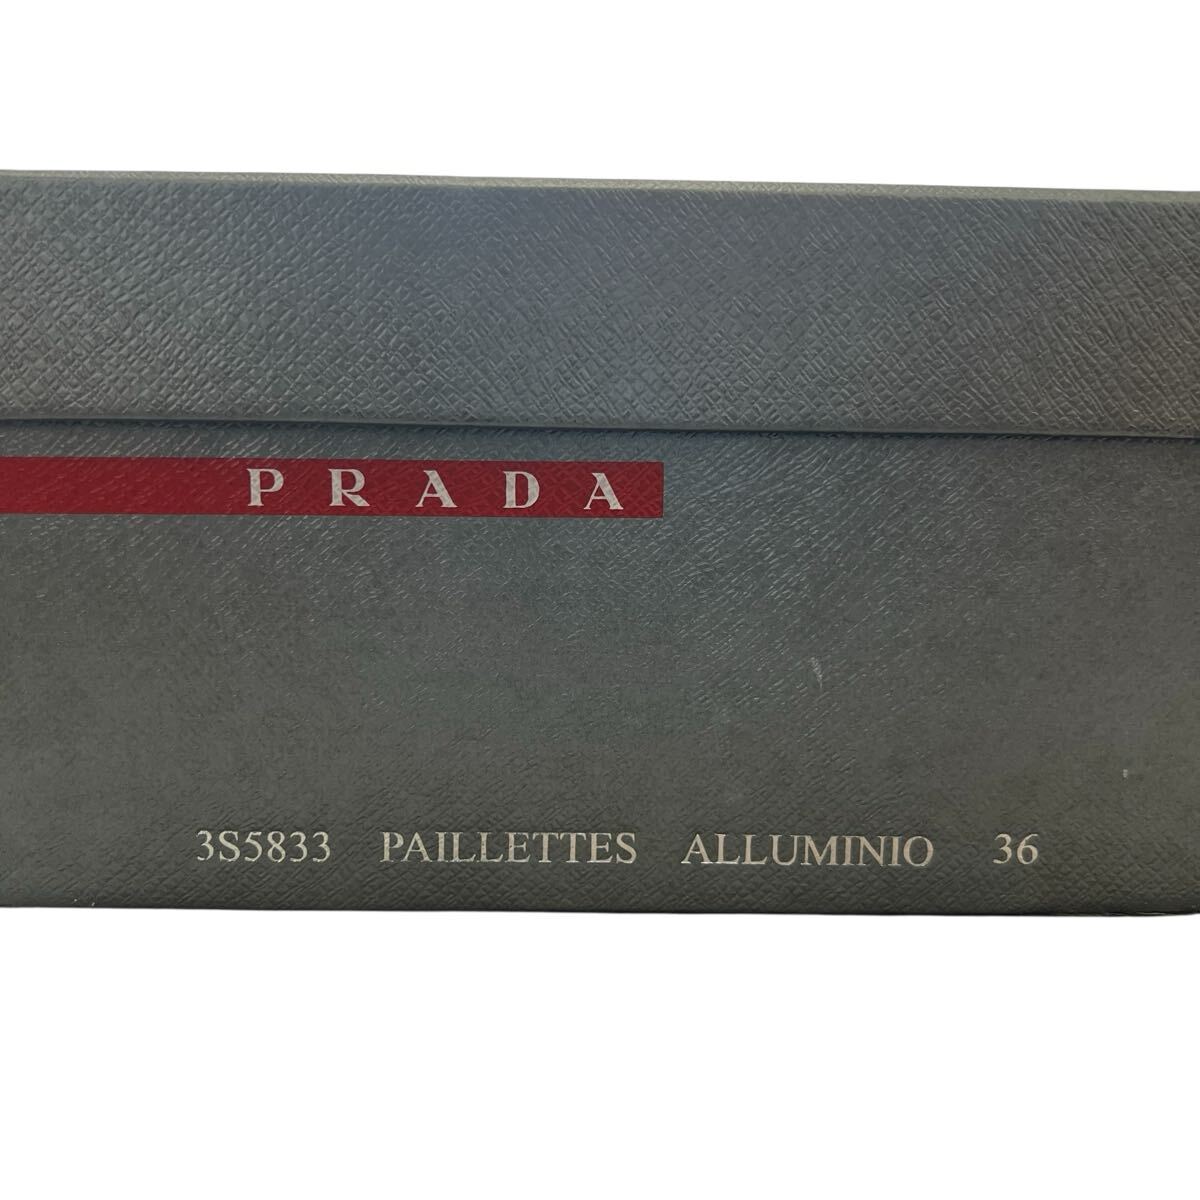 PRADA
3S5833 PAILLETTES ALLUMINIO 36